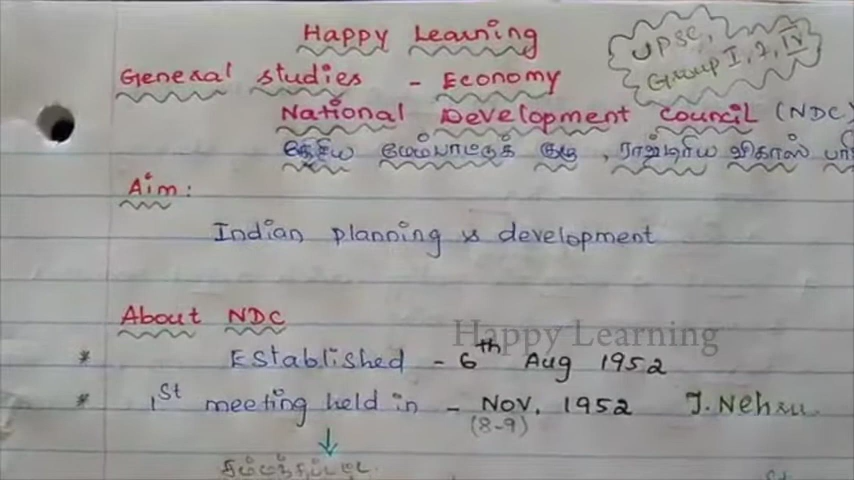 Happy Learning
UPSC,
Group I, 2, IV
General studies - Economy
National Development Council (NDC)
தேசிய மேம்பாட்டுக் குழு, ராஷ்டிரிய விகாஸ்
Aim:
Indian planning & development
About NDC
Happy Learning
* Established - 6th Aug 1952
* 1st meeting held in - Nov. 1952 J. Nehru
(8-9)